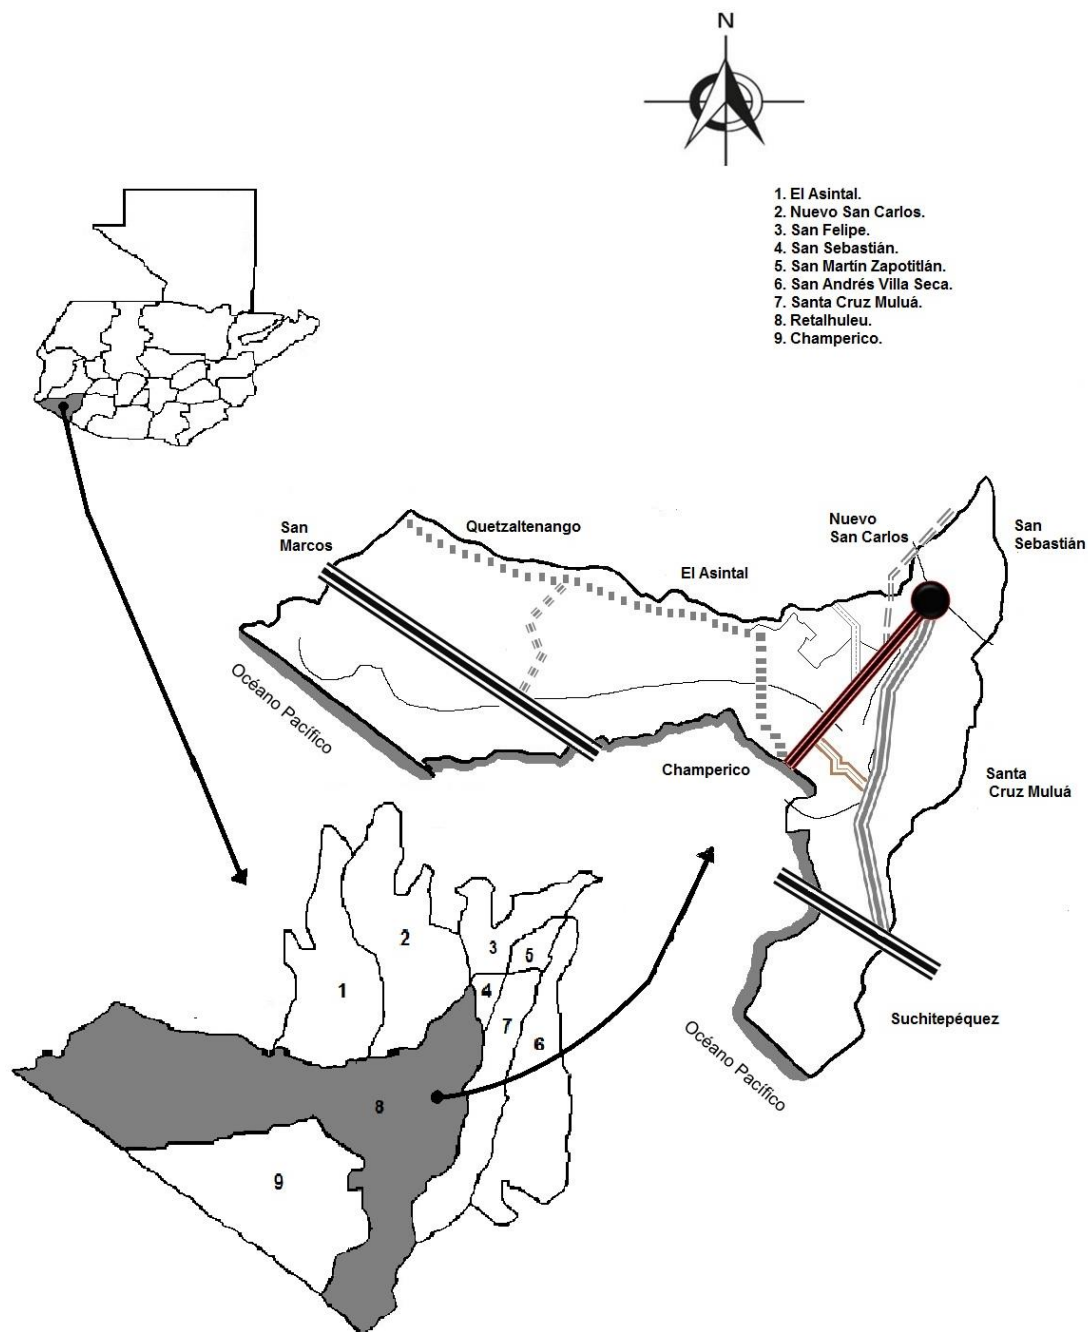 N
1. El Asintal.
2. Nuevo San Carlos.
3. San Felipe.
4. San Sebastián.
5. San Martín Zapotitlán.
6. San Andrés Villa Seca.
7. Santa Cruz Muluá.
8. Retalhuleu.
9. Champerico.
San
Marcos
Quetzaltenango
El Asintal
Nuevo
San Carlos
San
Sebastián
Océano Pacífico
Champerico
Santa
Cruz Muluá
Suchitepéquez
Océano Pacífico
1
2
3
4
5
6
7
8
9